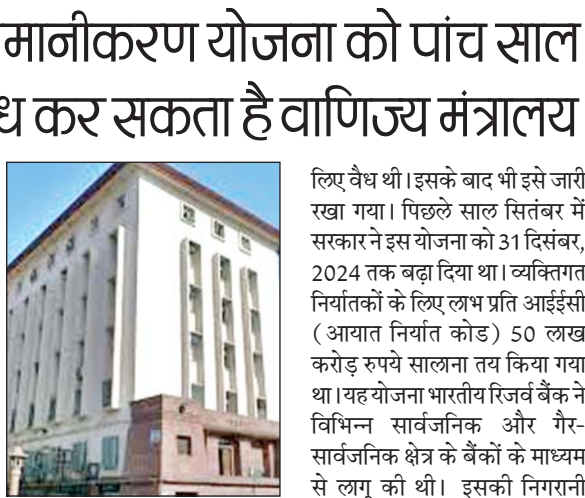 मानीकरण योजना को पांच साल
ध कर सकता है वाणिज्य मंत्रालय
लिए वैध थी। इसके बाद भी इसे जारी
रखा गया। पिछले साल सितंबर में
सरकार ने इस योजना को 31 दिसंबर,
2024 तक बढ़ा दिया था। व्यक्तिगत
निर्यातकों के लिए लाभ प्रति आईईसी
(आयात निर्यात कोड) 50 लाख
करोड़ रुपये सालाना तय किया गया
था। यह योजना भारतीय रिजर्व बैंक ने
विभिन्न सार्वजनिक और गैर-
सार्वजनिक क्षेत्र के बैंकों के माध्यम
से लागू की थी। इसकी निगरानी